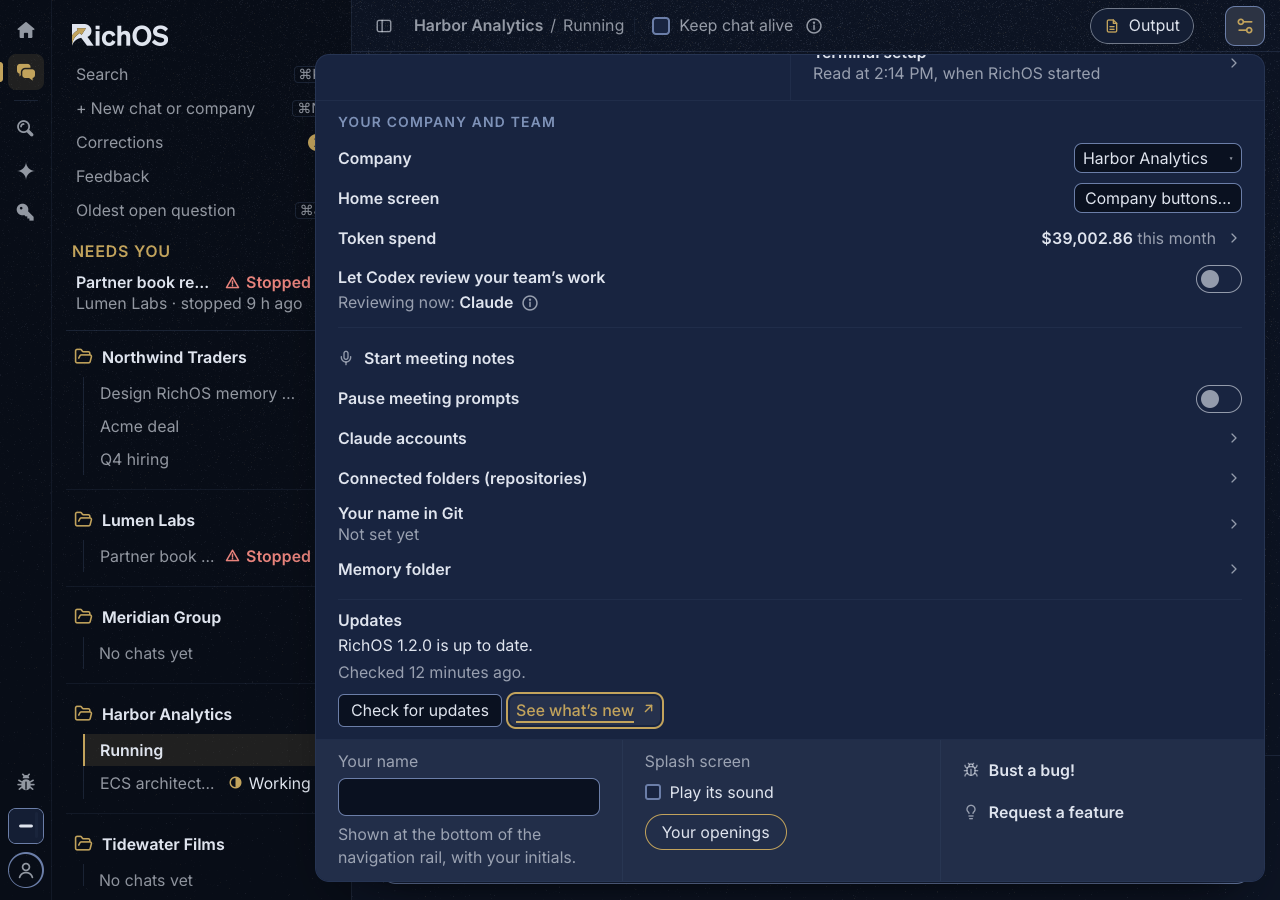 RichOS
Search
+ New chat or company
Corrections
Feedback
Oldest open question
NEEDS YOU
Partner book re… Stopped
Lumen Labs · stopped 9 h ago
Northwind Traders
Design RichOS memory …
Acme deal
Q4 hiring
Lumen Labs
Partner book … Stopped
Meridian Group
No chats yet
Harbor Analytics
Running
ECS architect… Working
Tidewater Films
No chats yet
Harbor Analytics / Running
Keep chat alive
Output
Terminal setup
Read at 2:14 PM, when RichOS started
YOUR COMPANY AND TEAM
Company
Harbor Analytics
Home screen
Company buttons…
Token spend
$39,002.86 this month
Let Codex review your team’s work
Reviewing now: Claude
Start meeting notes
Pause meeting prompts
Claude accounts
Connected folders (repositories)
Your name in Git
Not set yet
Memory folder
Updates
RichOS 1.2.0 is up to date.
Checked 12 minutes ago.
Check for updates
See what’s new
Your name
Shown at the bottom of the
navigation rail, with your initials.
Splash screen
Play its sound
Your openings
Bust a bug!
Request a feature